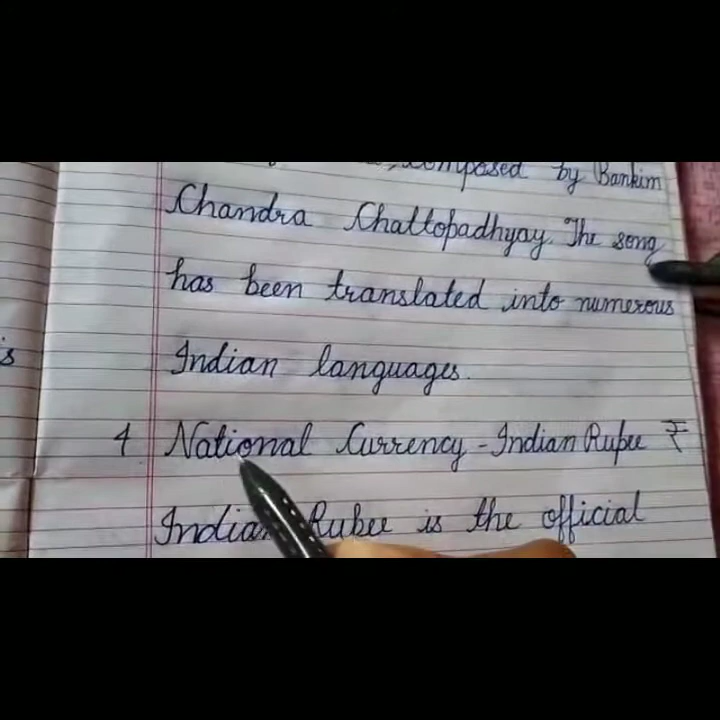 composed by Bankim
Chandra Chattopadhyay. The song
has been translated into numerous
Indian languages.
4 National Currency - Indian Rupee ₹
Indian Rupee is the official